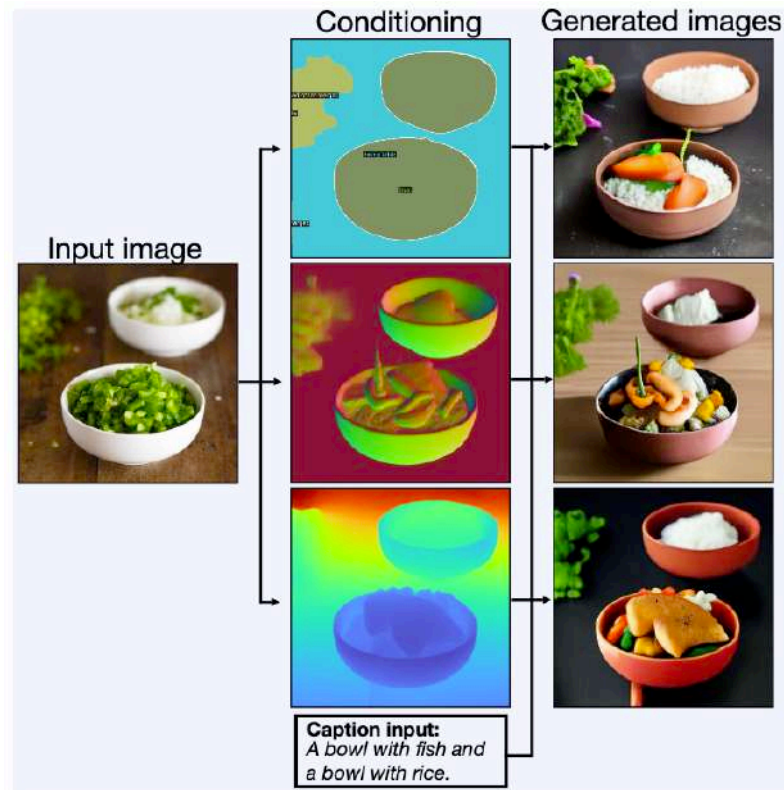 Conditioning
Generated images
Input image
Caption input:
A bowl with fish and
a bowl with rice.